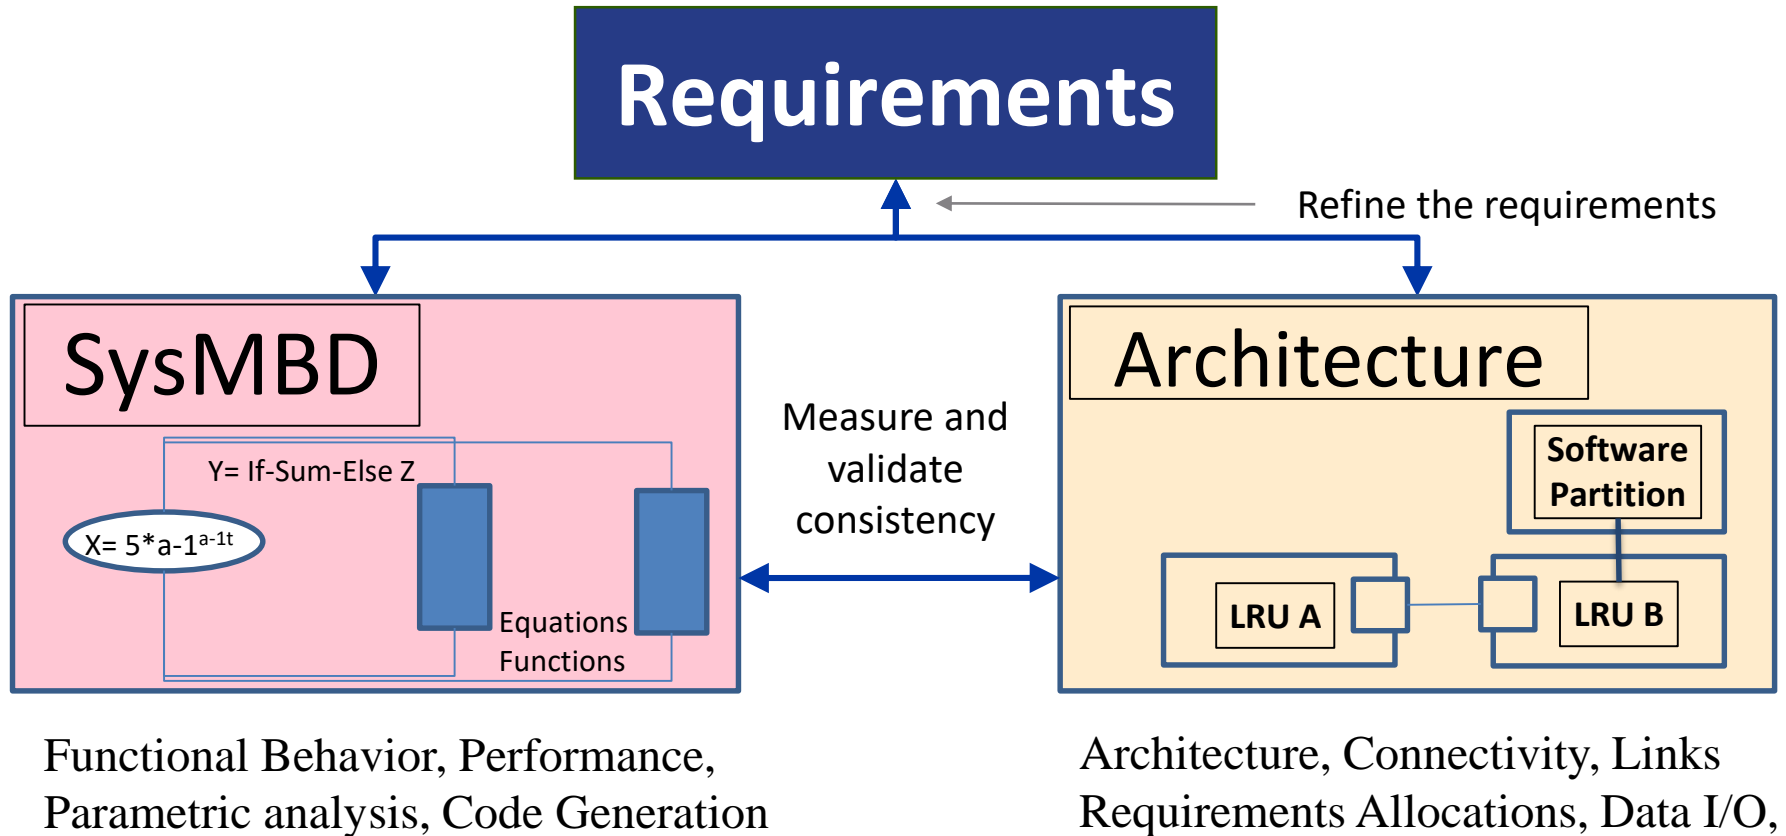 Requirements
Refine the requirements
SysMBD
Y= If-Sum-Else Z
X= 5*a-1ᵃ⁻¹ᵗ
Equations
Functions
Measure and
validate
consistency
Architecture
Software
Partition
LRU A
LRU B
Functional Behavior, Performance,
Parametric analysis, Code Generation
Architecture, Connectivity, Links
Requirements Allocations, Data I/O,